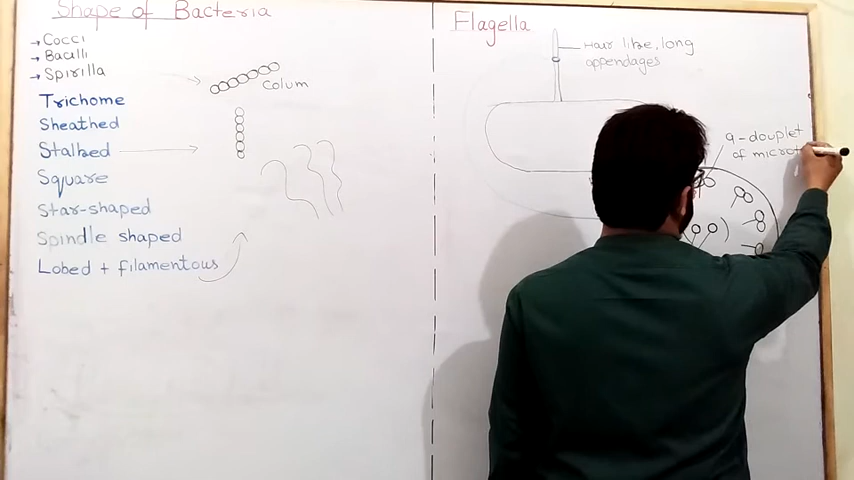 Shape of Bacteria
→ Cocci
→ Bacilli
→ Spirilla
Colum
Trichome
Sheathed
Stalked
Square
Star-shaped
Spindle shaped
Lobed + filamentous
Flagella
Hair like, long
appendages
9-douplet
of microt